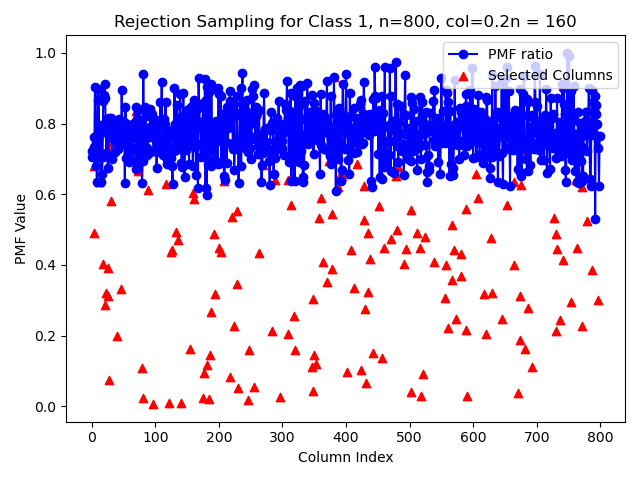 Rejection Sampling for Class 1, n=800, col=0.2n = 160
PMF ratio
Selected Columns
PMF Value
1.0
0.8
0.6
0.4
0.2
0.0
0 100 200 300 400 500 600 700 800
Column Index